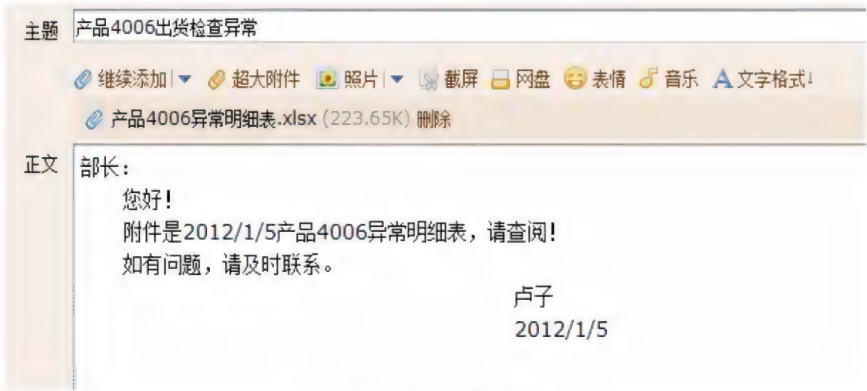 主题 产品4006出货检查异常
继续添加 超大附件 照片 截屏 网盘 表情 音乐 A文字格式↓
产品4006异常明细表.xlsx (223.65K) 删除
正文 部长:
您好!
附件是2012/1/5产品4006异常明细表, 请查阅!
如有问题, 请及时联系。
卢子
2012/1/5